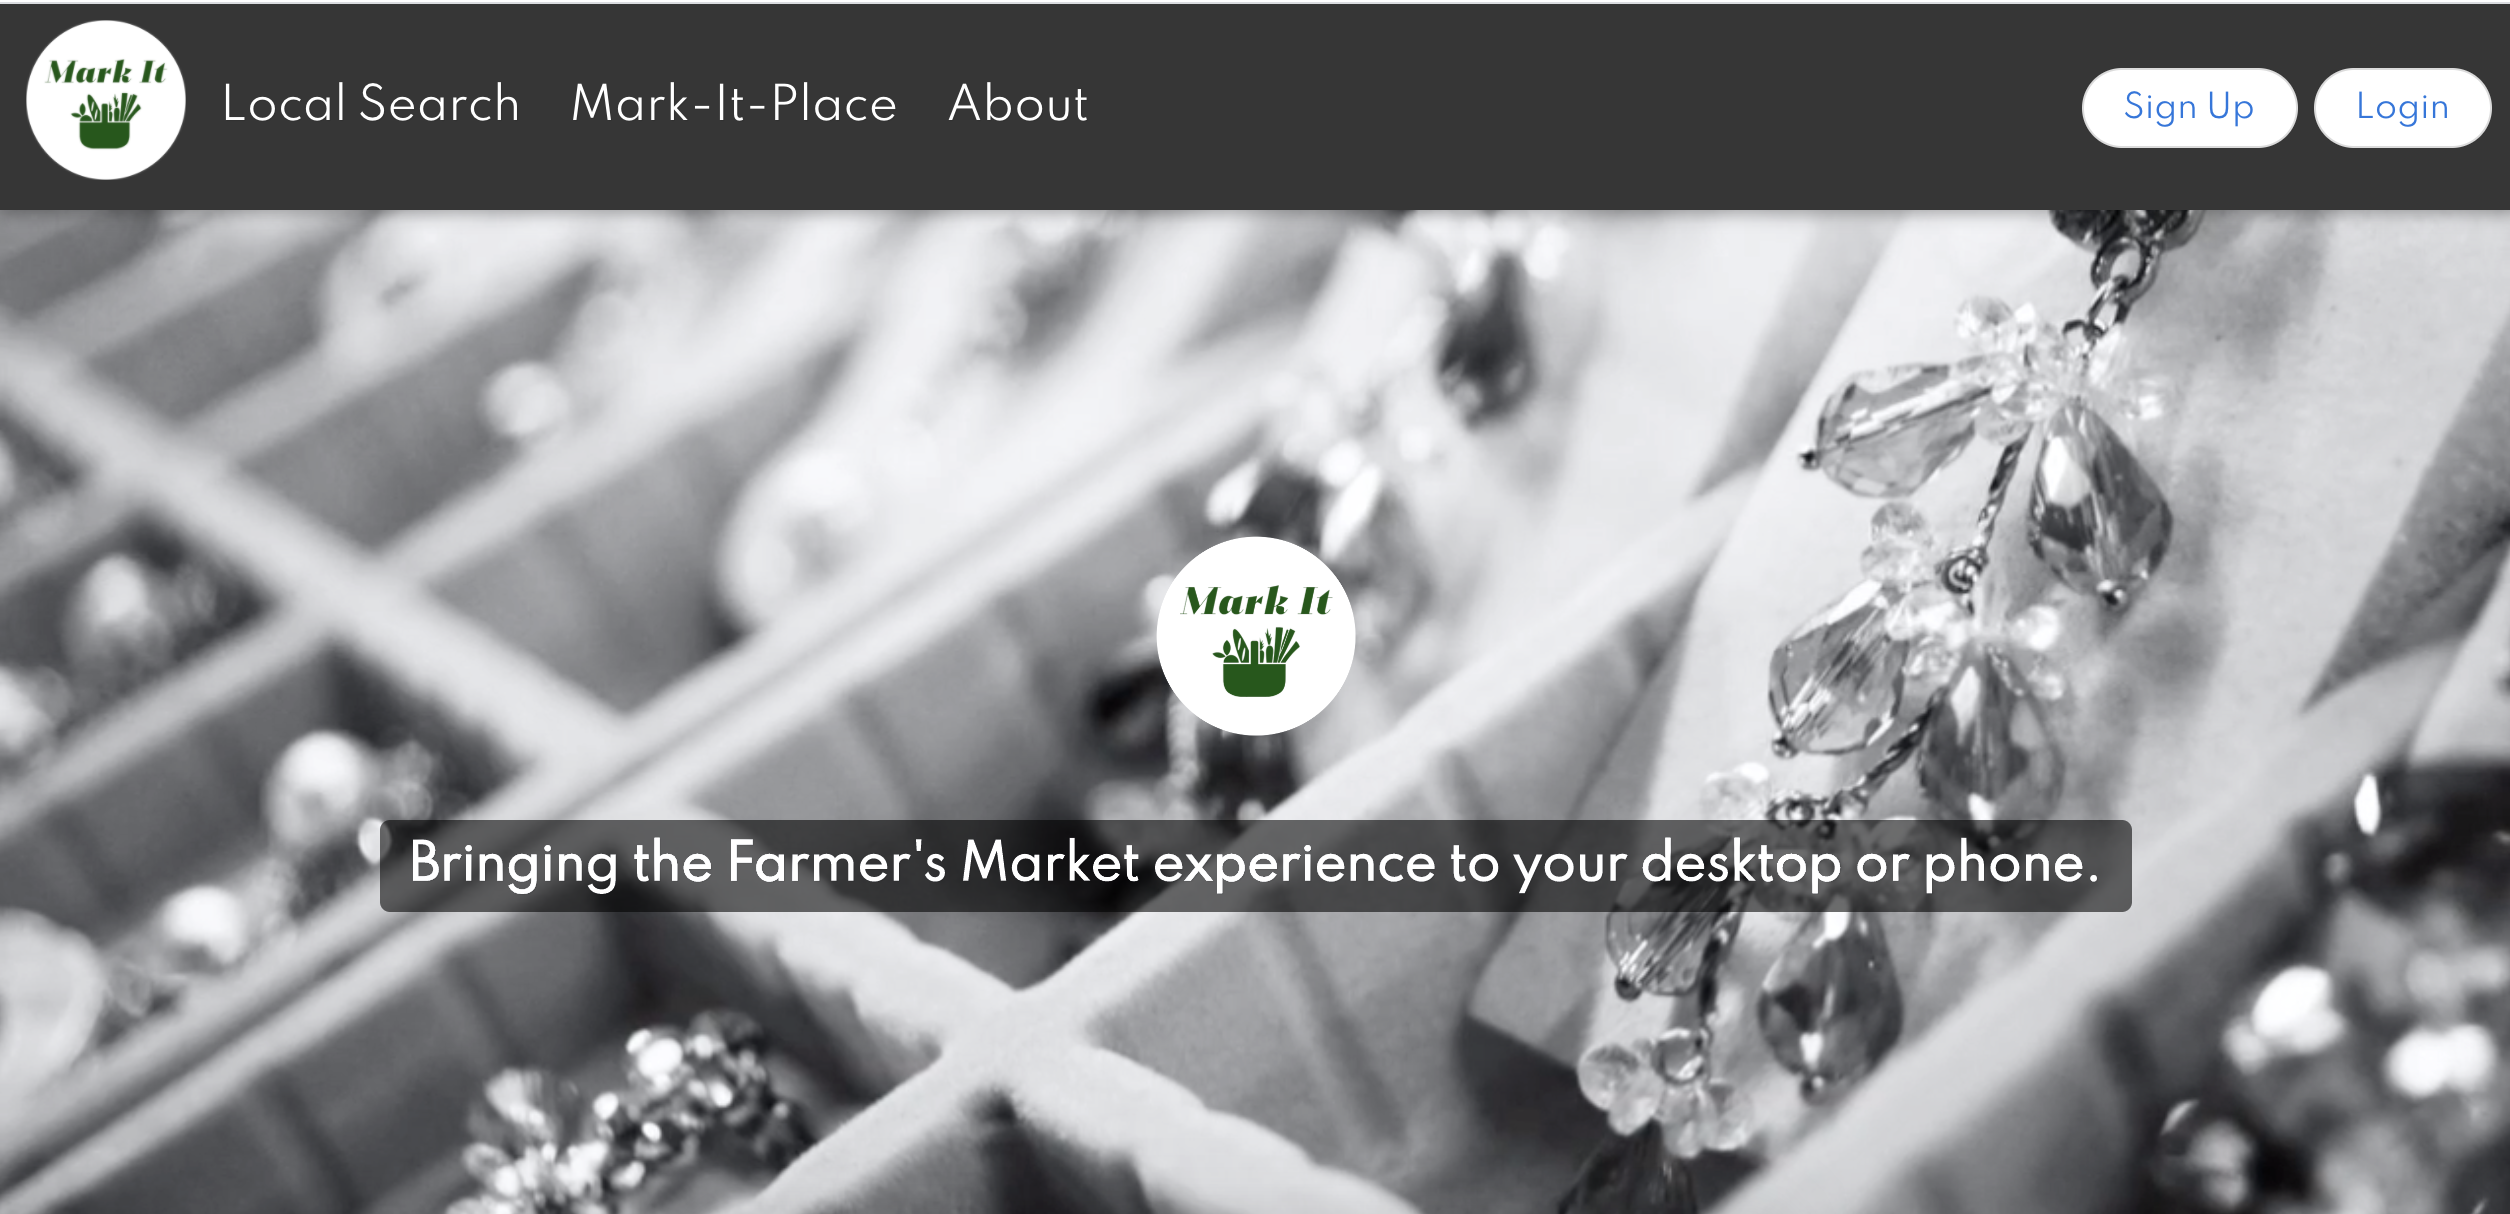 Mark It
Local Search
Mark-It-Place
About
Sign Up
Login
Mark It
Bringing the Farmer's Market experience to your desktop or phone.